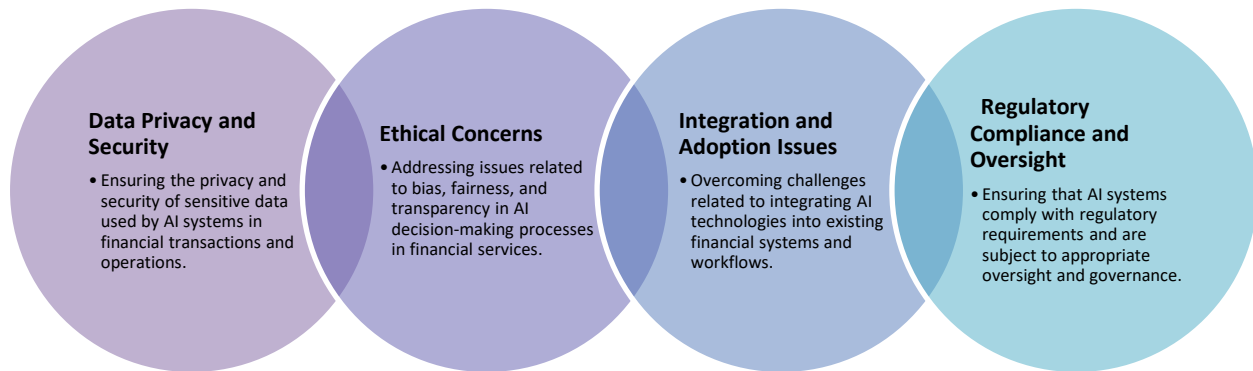 Data Privacy and
Security
• Ensuring the privacy and
security of sensitive data
used by AI systems in
financial transactions and
operations.
Ethical Concerns
• Addressing issues related
to bias, fairness, and
transparency in AI
decision-making processes
in financial services.
Integration and
Adoption Issues
• Overcoming challenges
related to integrating AI
technologies into existing
financial systems and
workflows.
Regulatory
Compliance and
Oversight
• Ensuring that AI systems
comply with regulatory
requirements and are
subject to appropriate
oversight and governance.